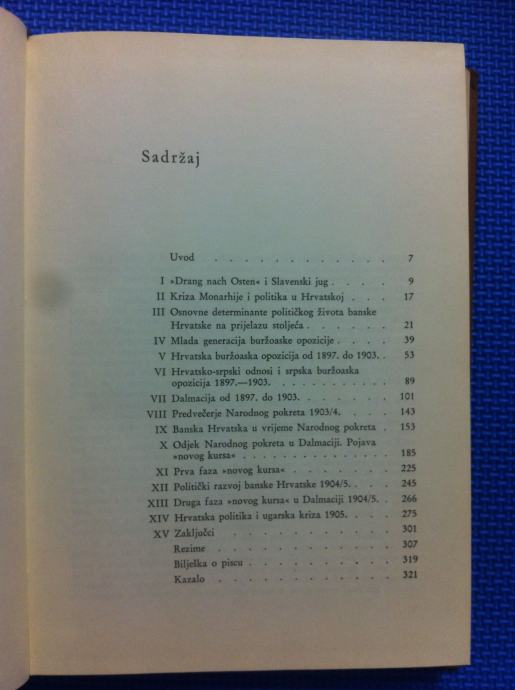 Sadržaj
Uvod . . . . . . . . . . . . 7
I »Drang nach Osten« i Slavenski jug . . . . 9
II Kriza Monarhije i politika u Hrvatskoj . . . 17
III Osnovne determinante političkog života banske
Hrvatske na prijelazu stoljeća . . . . . . 21
IV Mlada generacija buržoaske opozicije . . . . 39
V Hrvatska buržoaska opozicija od 1897. do 1903. . 53
VI Hrvatsko-srpski odnosi i srpska buržoaska
opozicija 1897.—1903. . . . . . . . . . 89
VII Dalmacija od 1897. do 1903. . . . . . . 101
VIII Predvečerje Narodnog pokreta 1903/4. . . . 143
IX Banska Hrvatska u vrijeme Narodnog pokreta . 153
X Odjek Narodnog pokreta u Dalmaciji. Pojava
»novog kursa« . . . . . . . . . . 185
XI Prva faza »novog kursa« . . . . . . . 225
XII Politički razvoj banske Hrvatske 1904/5. . . 245
XIII Druga faza »novog kursa« u Dalmaciji 1904/5. . 266
XIV Hrvatska politika i ugarska kriza 1905. . . . 275
XV Zaključci . . . . . . . . . . 301
Rezime . . . . . . . . . . . 307
Bilješka o piscu . . . . . . . . . 319
Kazalo . . . . . . . . . . . 321